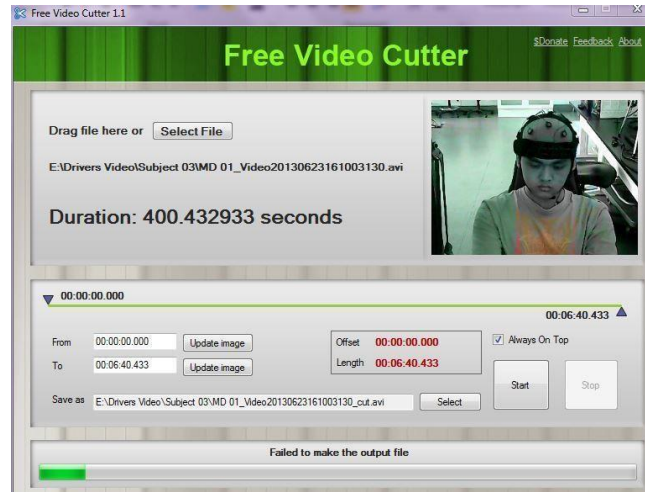 Free Video Cutter 1.1
Free Video Cutter
$Donate Feedback About
Drag file here or Select File
E:\Drivers Video\Subject 03\MD 01_Video20130623161003130.avi
Duration: 400.432933 seconds
00:00:00.000
00:06:40.433
From 00:00:00.000 Update image Offset 00:00:00.000 Always On Top
To 00:06:40.433 Update image Length 00:06:40.433
Start Stop
Save as E:\Drivers Video\Subject 03\MD 01_Video20130623161003130_cut.avi Select
Failed to make the output file